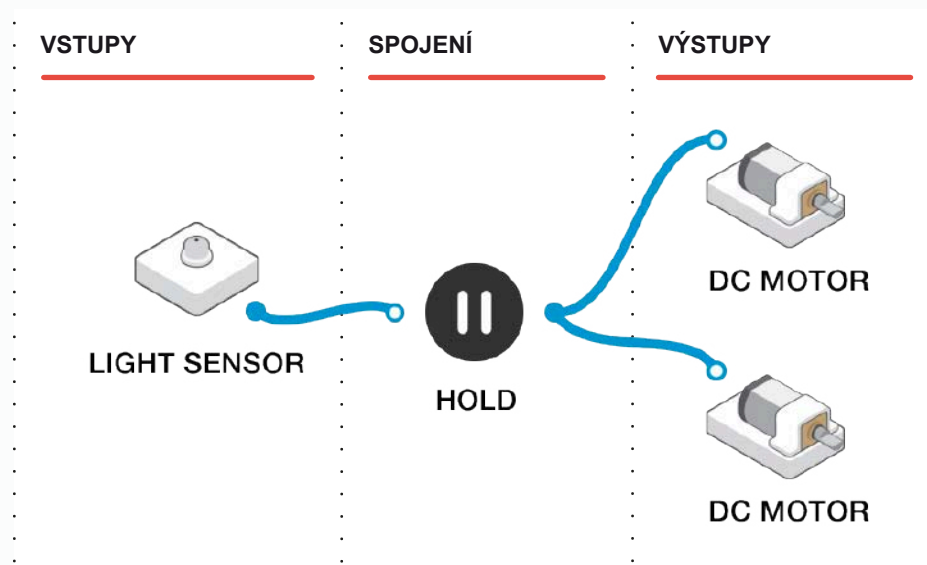 VSTUPY
SPOJENÍ
VÝSTUPY
DC MOTOR
LIGHT SENSOR
HOLD
DC MOTOR